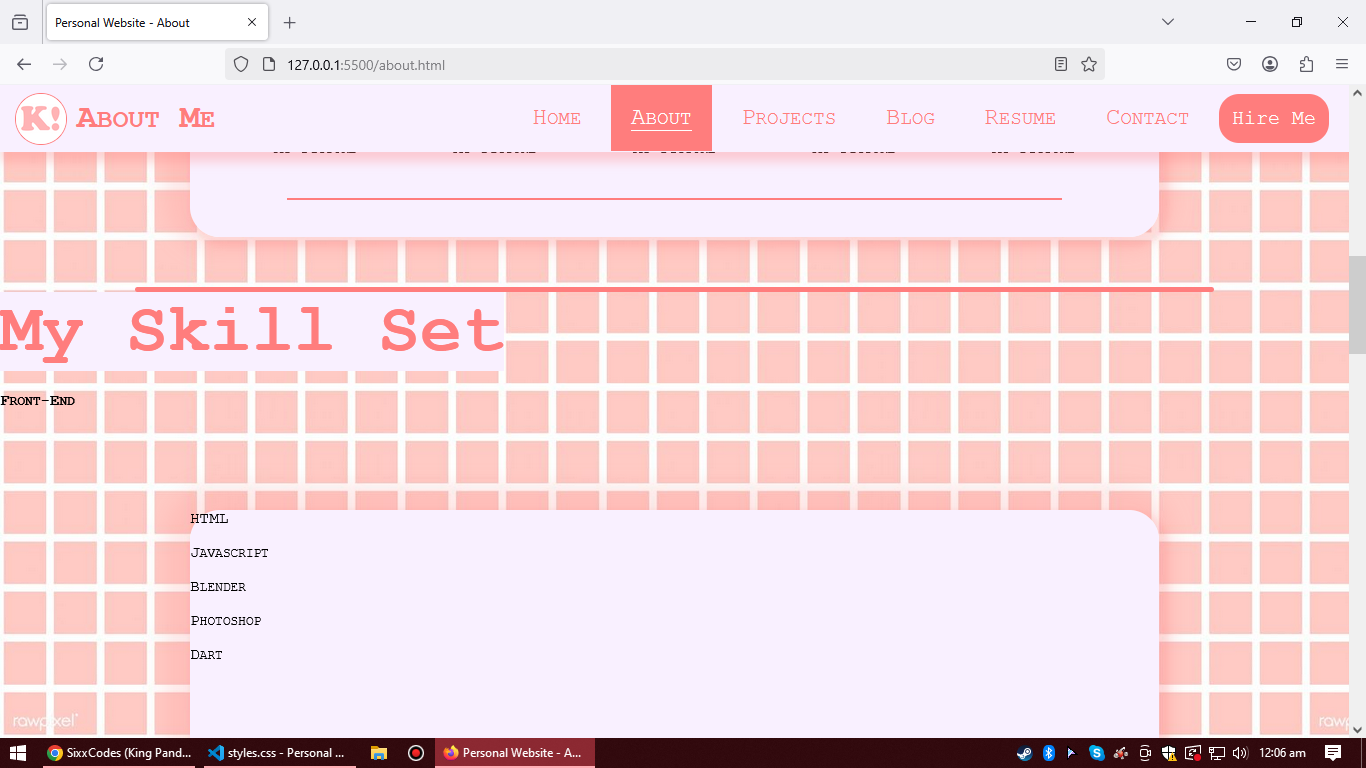 Personal Website - About
127.0.0.1:5500/about.html
K! About Me
Home About Projects Blog Resume Contact Hire Me
My Skill Set
Front-End
HTML
Javascript
Blender
Photoshop
Dart
rawpixel
rawp
SixxCodes (King Pand...
styles.css - Personal ...
Personal Website - A...
12:06 am